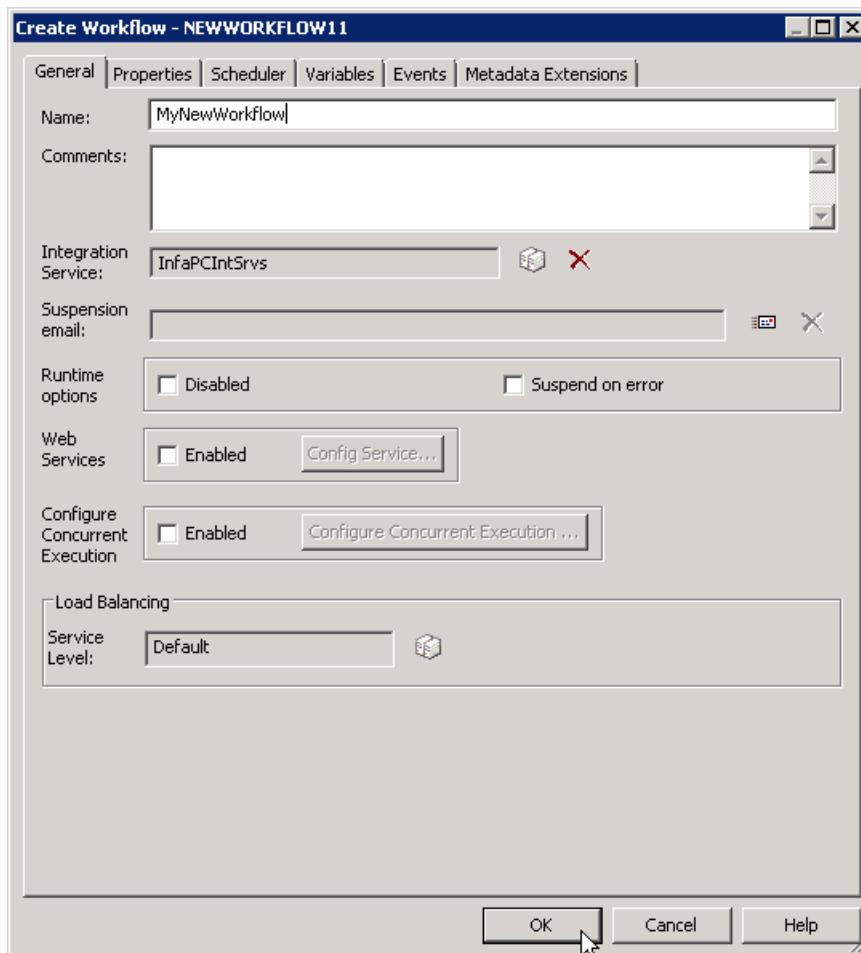 Create Workflow - NEWWORKFLOW11
General Properties Scheduler Variables Events Metadata Extensions
Name: MyNewWorkflow
Comments:
Integration
Service: InfaPCIntSrvs
Suspension
email:
Runtime
options
Disabled Suspend on error
Web
Services
Enabled Config Service...
Configure
Concurrent
Execution
Enabled Configure Concurrent Execution ...
Load Balancing
Service
Level: Default
OK Cancel Help